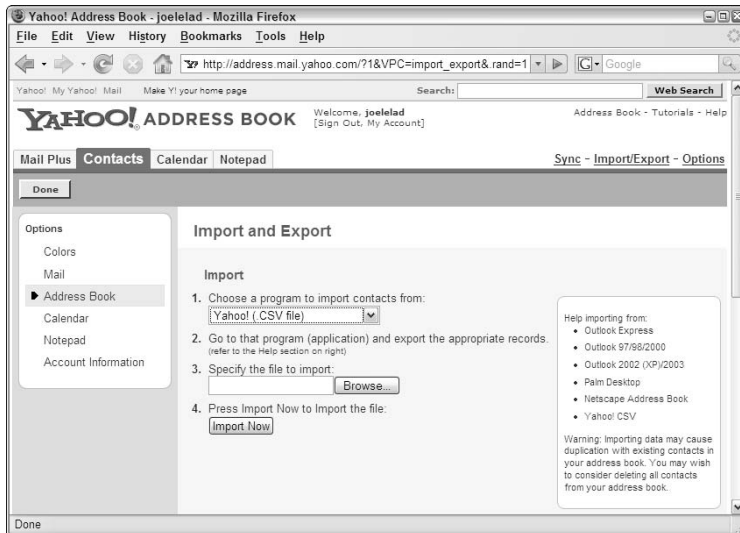 Yahoo! Address Book - joelelad - Mozilla Firefox
File Edit View History Bookmarks Tools Help
http://address.mail.yahoo.com/?1&VPC=import_export&.rand=1
G Google
Yahoo! My Yahoo! Mail Make Y! your home page Search: Web Search
YAHOO! ADDRESS BOOK
Welcome, joelelad
[Sign Out, My Account]
Address Book - Tutorials - Help
Mail Plus Contacts Calendar Notepad
Sync - Import/Export - Options
Done
Options
Colors
Mail
Address Book
Calendar
Notepad
Account Information
Import and Export
Import
1. Choose a program to import contacts from:
Yahoo! (.CSV file)
2. Go to that program (application) and export the appropriate records.
(refer to the Help section on right)
3. Specify the file to import:
Browse...
4. Press Import Now to Import the file:
Import Now
Help importing from:
• Outlook Express
• Outlook 97/98/2000
• Outlook 2002 (XP)/2003
• Palm Desktop
• Netscape Address Book
• Yahoo! CSV
Warning: Importing data may cause
duplication with existing contacts in
your address book. You may wish
to consider deleting all contacts
from your address book.
Done